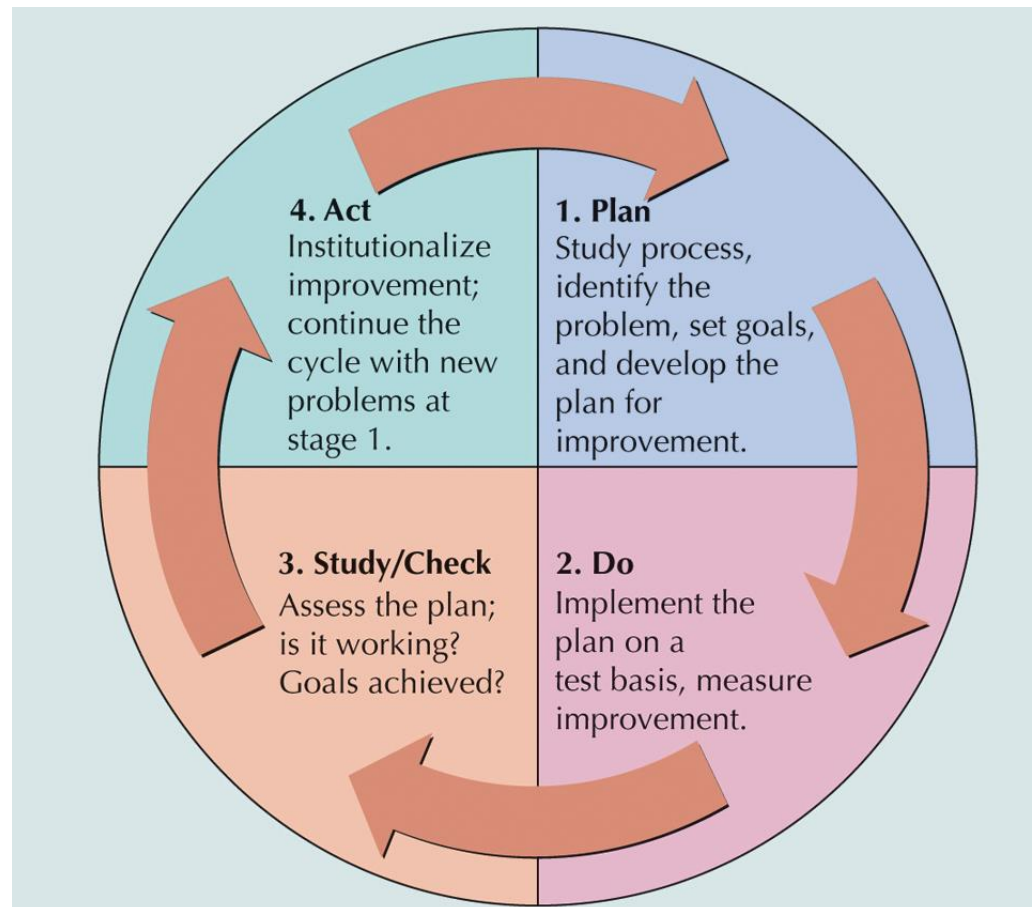 1. Plan
Study process,
identify the
problem, set goals,
and develop the
plan for
improvement.
2. Do
Implement the
plan on a
test basis, measure
improvement.
3. Study/Check
Assess the plan;
is it working?
Goals achieved?
4. Act
Institutionalize
improvement;
continue the
cycle with new
problems at
stage 1.